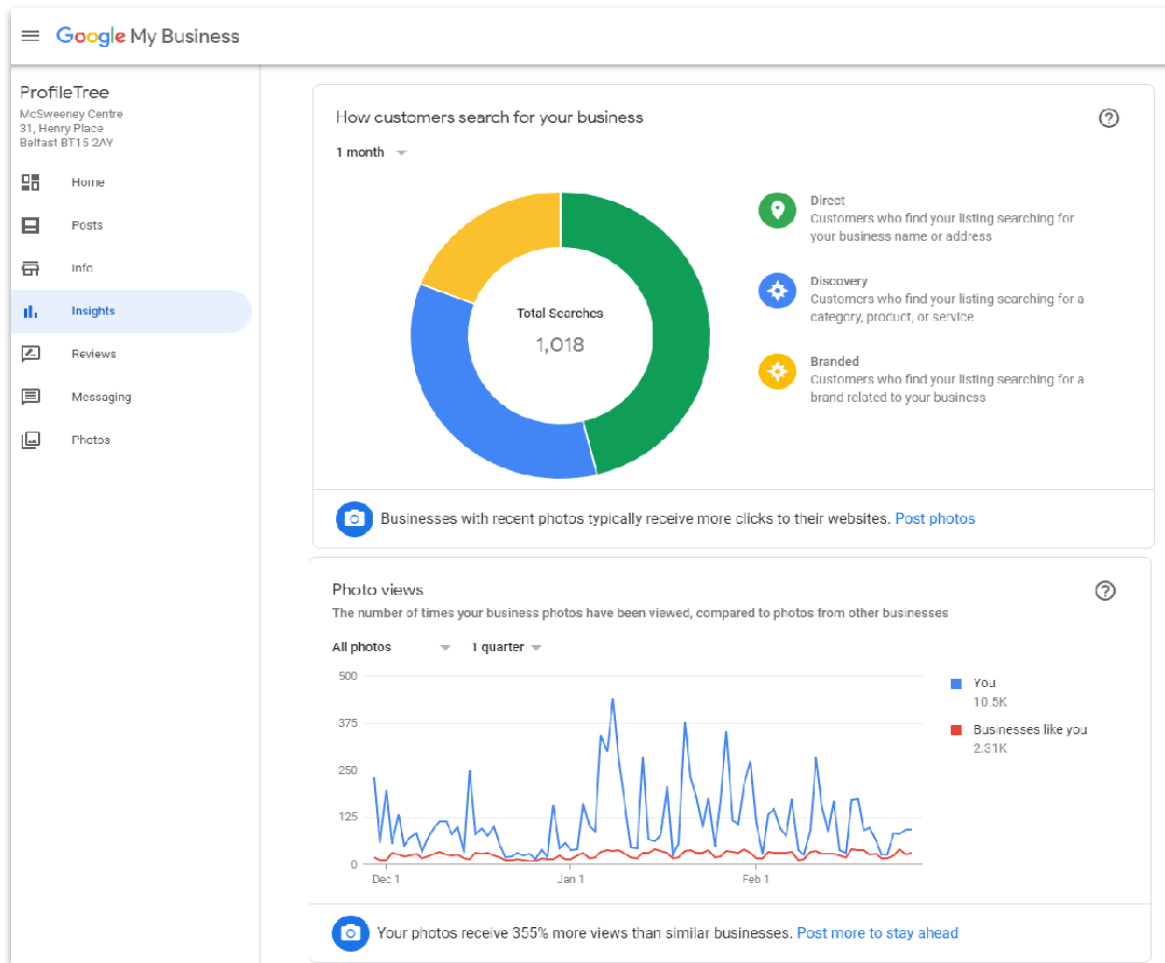 Google My Business
ProfileTree
McSweeney Centre
31, Henry Place
Belfast BT15 2AY
Home
Posts
Info
Insights
Reviews
Messaging
Photos
How customers search for your business
1 month
Total Searches
1,018
Direct
Customers who find your listing searching for
your business name or address
Discovery
Customers who find your listing searching for a
category, product, or service
Branded
Customers who find your listing searching for a
brand related to your business
Businesses with recent photos typically receive more clicks to their websites. Post photos
Photo views
The number of times your business photos have been viewed, compared to photos from other businesses
All photos 1 quarter
500
375
250
125
0
Dec 1 Jan 1 Feb 1
You
10.5K
Businesses like you
2.31K
Your photos receive 355% more views than similar businesses. Post more to stay ahead